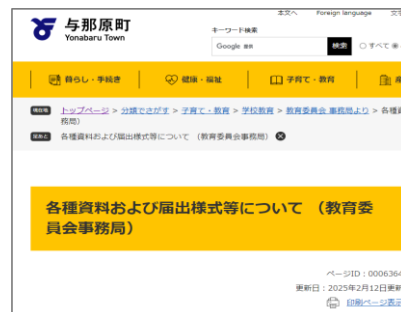 本文へ Foreign language 文字
与那原町
Yonabaru Town
キーワード検索
Google 検索 検索 すべて
暮らし・手続き 健康・福祉 子育て・教育
トップページ > 分類でさがす > 子育て・教育 > 学校教育 > 教育委員会 事務局より > 各種資
務局）
各種資料および届出様式等について （教育委員会事務局）
各種資料および届出様式等について （教育委
員会事務局）
ページID：0006364
更新日：2025年2月12日更新
印刷ページ表示